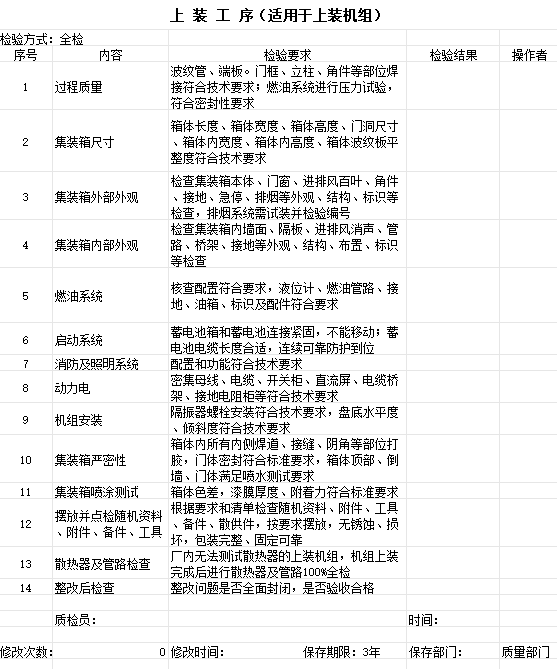 上 装 工 序（适用于上装机组）
检验方式：全检
序号 内容 检验要求 检验结果 操作者
1 过程质量 波纹管、端板。门框、立柱、角件等部位焊
接符合技术要求；燃油系统进行压力试验，
符合密封性要求
2 集装箱尺寸 箱体长度、箱体宽度、箱体高度、门洞尺寸
、箱体内宽度、箱体内高度、箱体波纹板平
整度符合技术要求
3 集装箱外部外观 检查集装箱本体、门窗、进排风百叶、角件
、接地、急停、排烟等外观、结构、标识等
检查，排烟系统需试装并检验编号
4 集装箱内部外观 检查集装箱内墙面、隔板、进排风消声、管
路、桥架、接地等外观、结构、布置、标识
等检查
5 燃油系统 核查配置符合要求，液位计、燃油管路、接
地、油箱、标识及配件符合要求
6 启动系统 蓄电池箱和蓄电池连接紧固，不能移动；蓄
电池电缆长度合适，连续可靠防护到位
7 消防及照明系统 配置和功能符合技术要求
8 动力电 密集母线、电缆、开关柜、直流屏、电缆桥
架、接地电阻柜等符合技术要求
9 机组安装 隔振器螺栓安装符合技术要求，盘底水平度
、倾斜度符合技术要求
10 集装箱严密性 箱体内所有内侧焊道、接缝、阴角等部位打
胶，门体密封符合标准要求，箱体顶部、倒
墙、门体满足喷水测试要求
11 集装箱喷涂测试 箱体色差，漆膜厚度、附着力符合标准要求
12 摆放并点检随机资料
、附件、备件、工具 根据要求和清单检查随机资料、附件、工具
、备件、散供件，按要求摆放，无锈蚀、损
坏，包装完整、固定可靠
13 散热器及管路检查 厂内无法测试散热器的上装机组，机组上装
完成后进行散热器及管路100%全检
14 整改后检查 整改问题是否全面封闭，是否验收合格
质检员： 时间：
修改次数： 0 修改时间： 保存期限：3年 保存部门： 质量部门